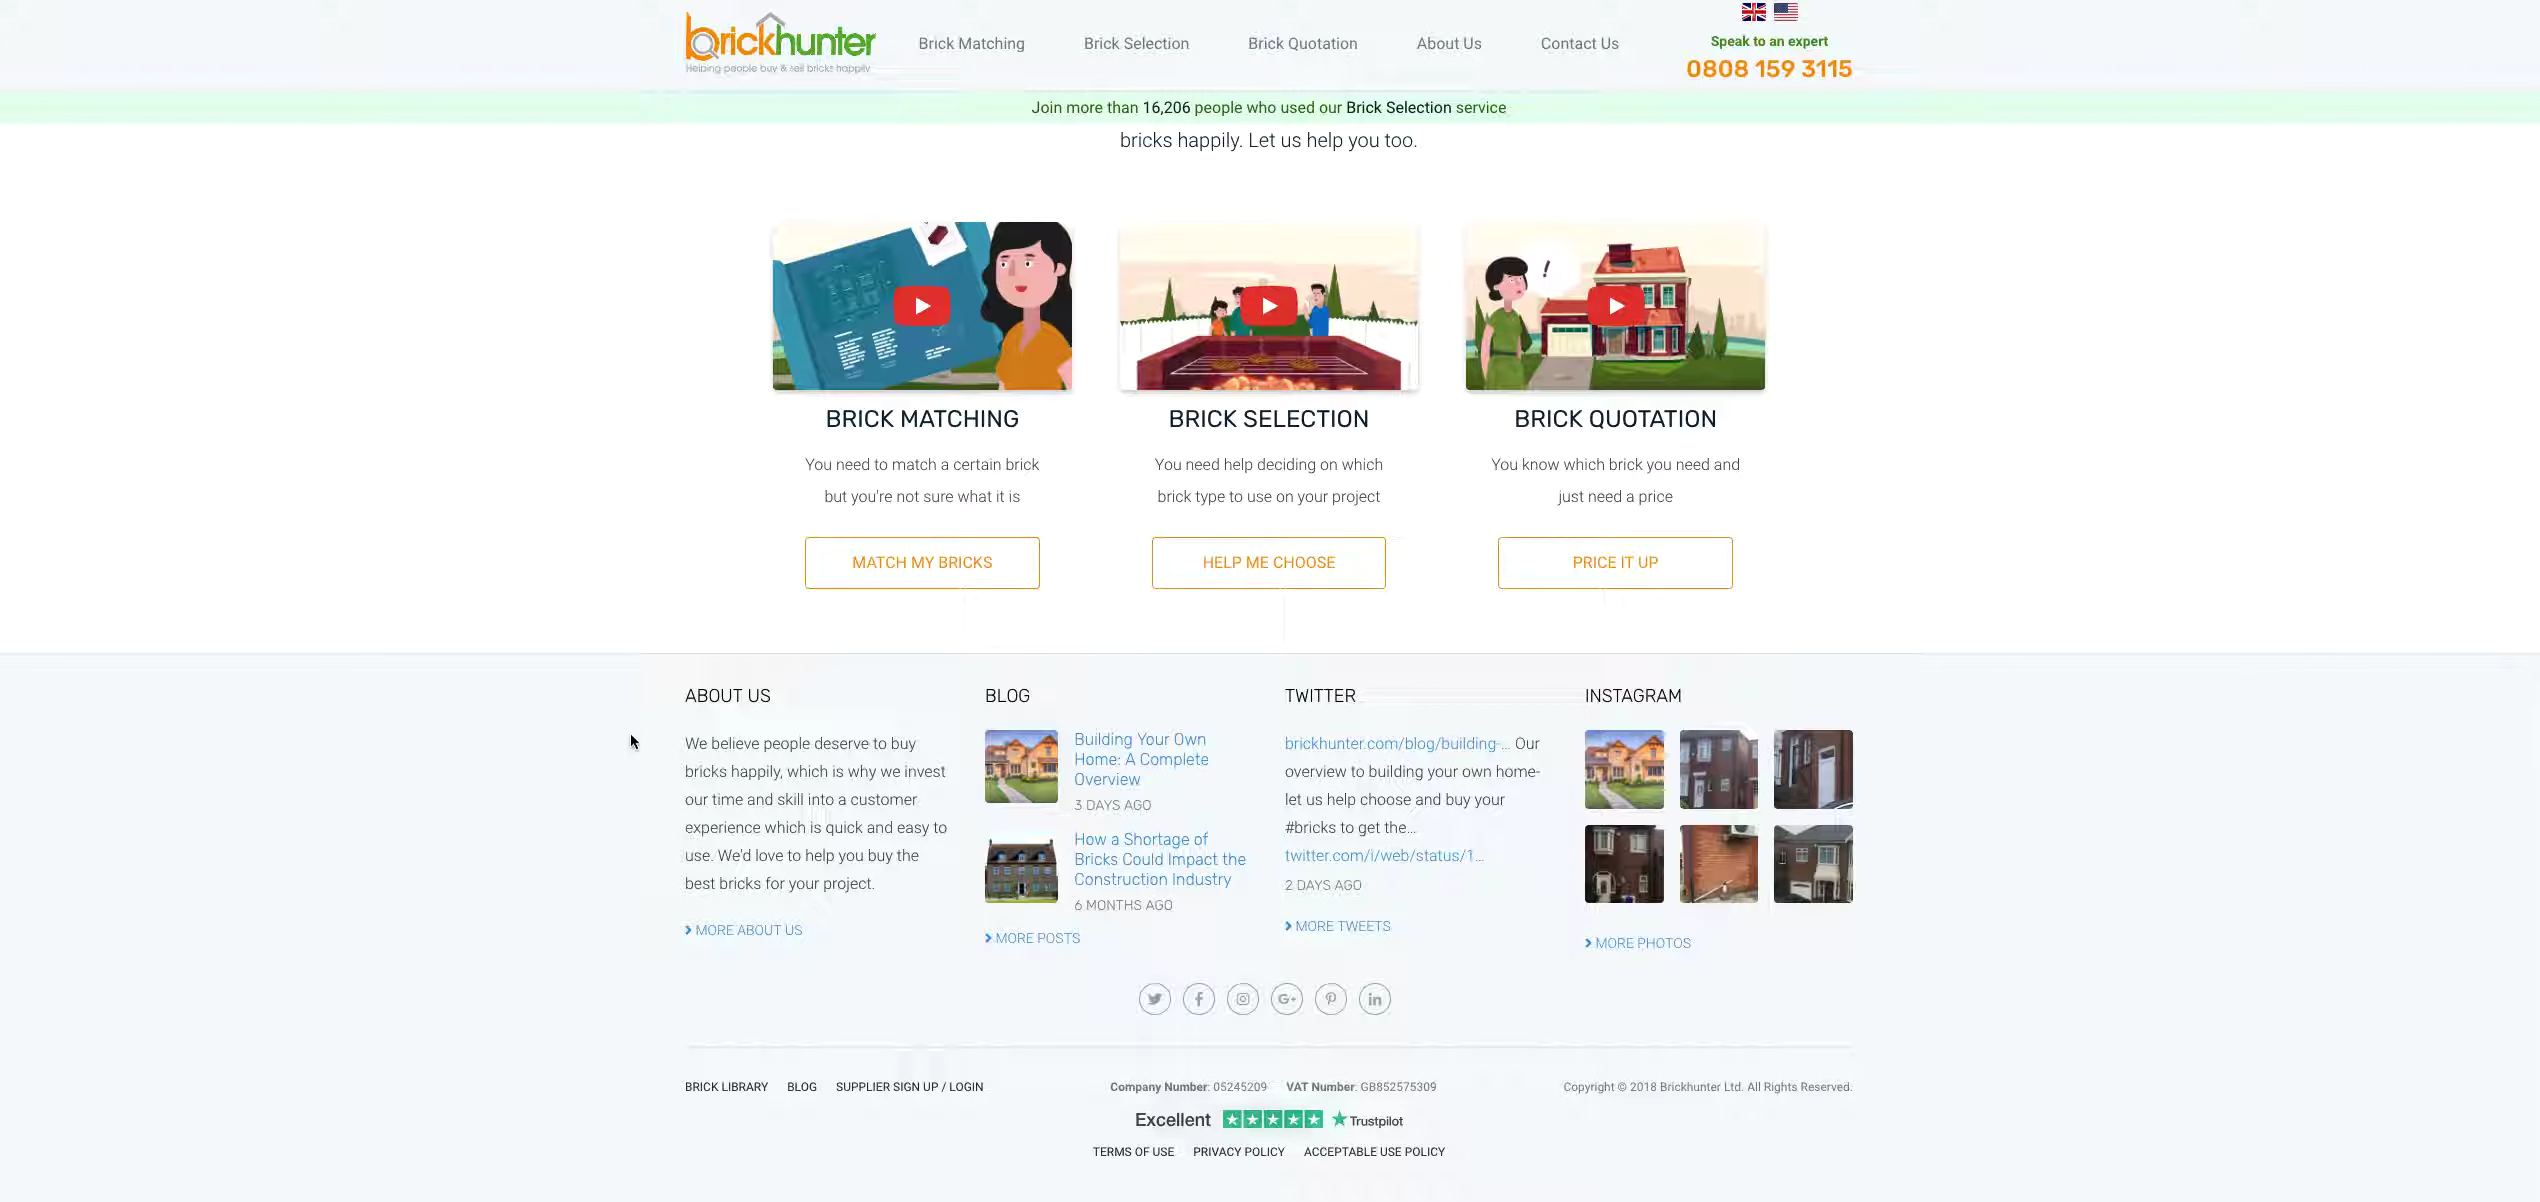 brickhunter
Helping people buy & sell bricks happily
Brick Matching
Brick Selection
Brick Quotation
About Us
Contact Us
Speak to an expert
0808 159 3115
Join more than 16,206 people who used our Brick Selection service
bricks happily. Let us help you too.
!
BRICK MATCHING
You need to match a certain brick
but you're not sure what it is
MATCH MY BRICKS
BRICK SELECTION
You need help deciding on which
brick type to use on your project
HELP ME CHOOSE
BRICK QUOTATION
You know which brick you need and
just need a price
PRICE IT UP
ABOUT US
We believe people deserve to buy
bricks happily, which is why we invest
our time and skill into a customer
experience which is quick and easy to
use. We'd love to help you buy the
best bricks for your project.
MORE ABOUT US
BLOG
Building Your Own
Home: A Complete
Overview
3 DAYS AGO
How a Shortage of
Bricks Could Impact the
Construction Industry
6 MONTHS AGO
MORE POSTS
TWITTER
brickhunter.com/blog/building-… Our
overview to building your own home-
let us help choose and buy your
#bricks to get the…
twitter.com/i/web/status/1…
2 DAYS AGO
MORE TWEETS
INSTAGRAM
MORE PHOTOS
BRICK LIBRARY
BLOG
SUPPLIER SIGN UP / LOGIN
Company Number: 05245209 VAT Number: GB852575309
Copyright © 2018 Brickhunter Ltd. All Rights Reserved.
Excellent Trustpilot
TERMS OF USE PRIVACY POLICY ACCEPTABLE USE POLICY